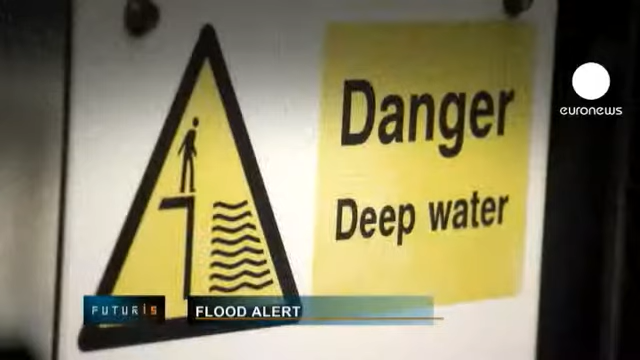 Danger
Deep water
euronews
FUTURIS
FLOOD ALERT